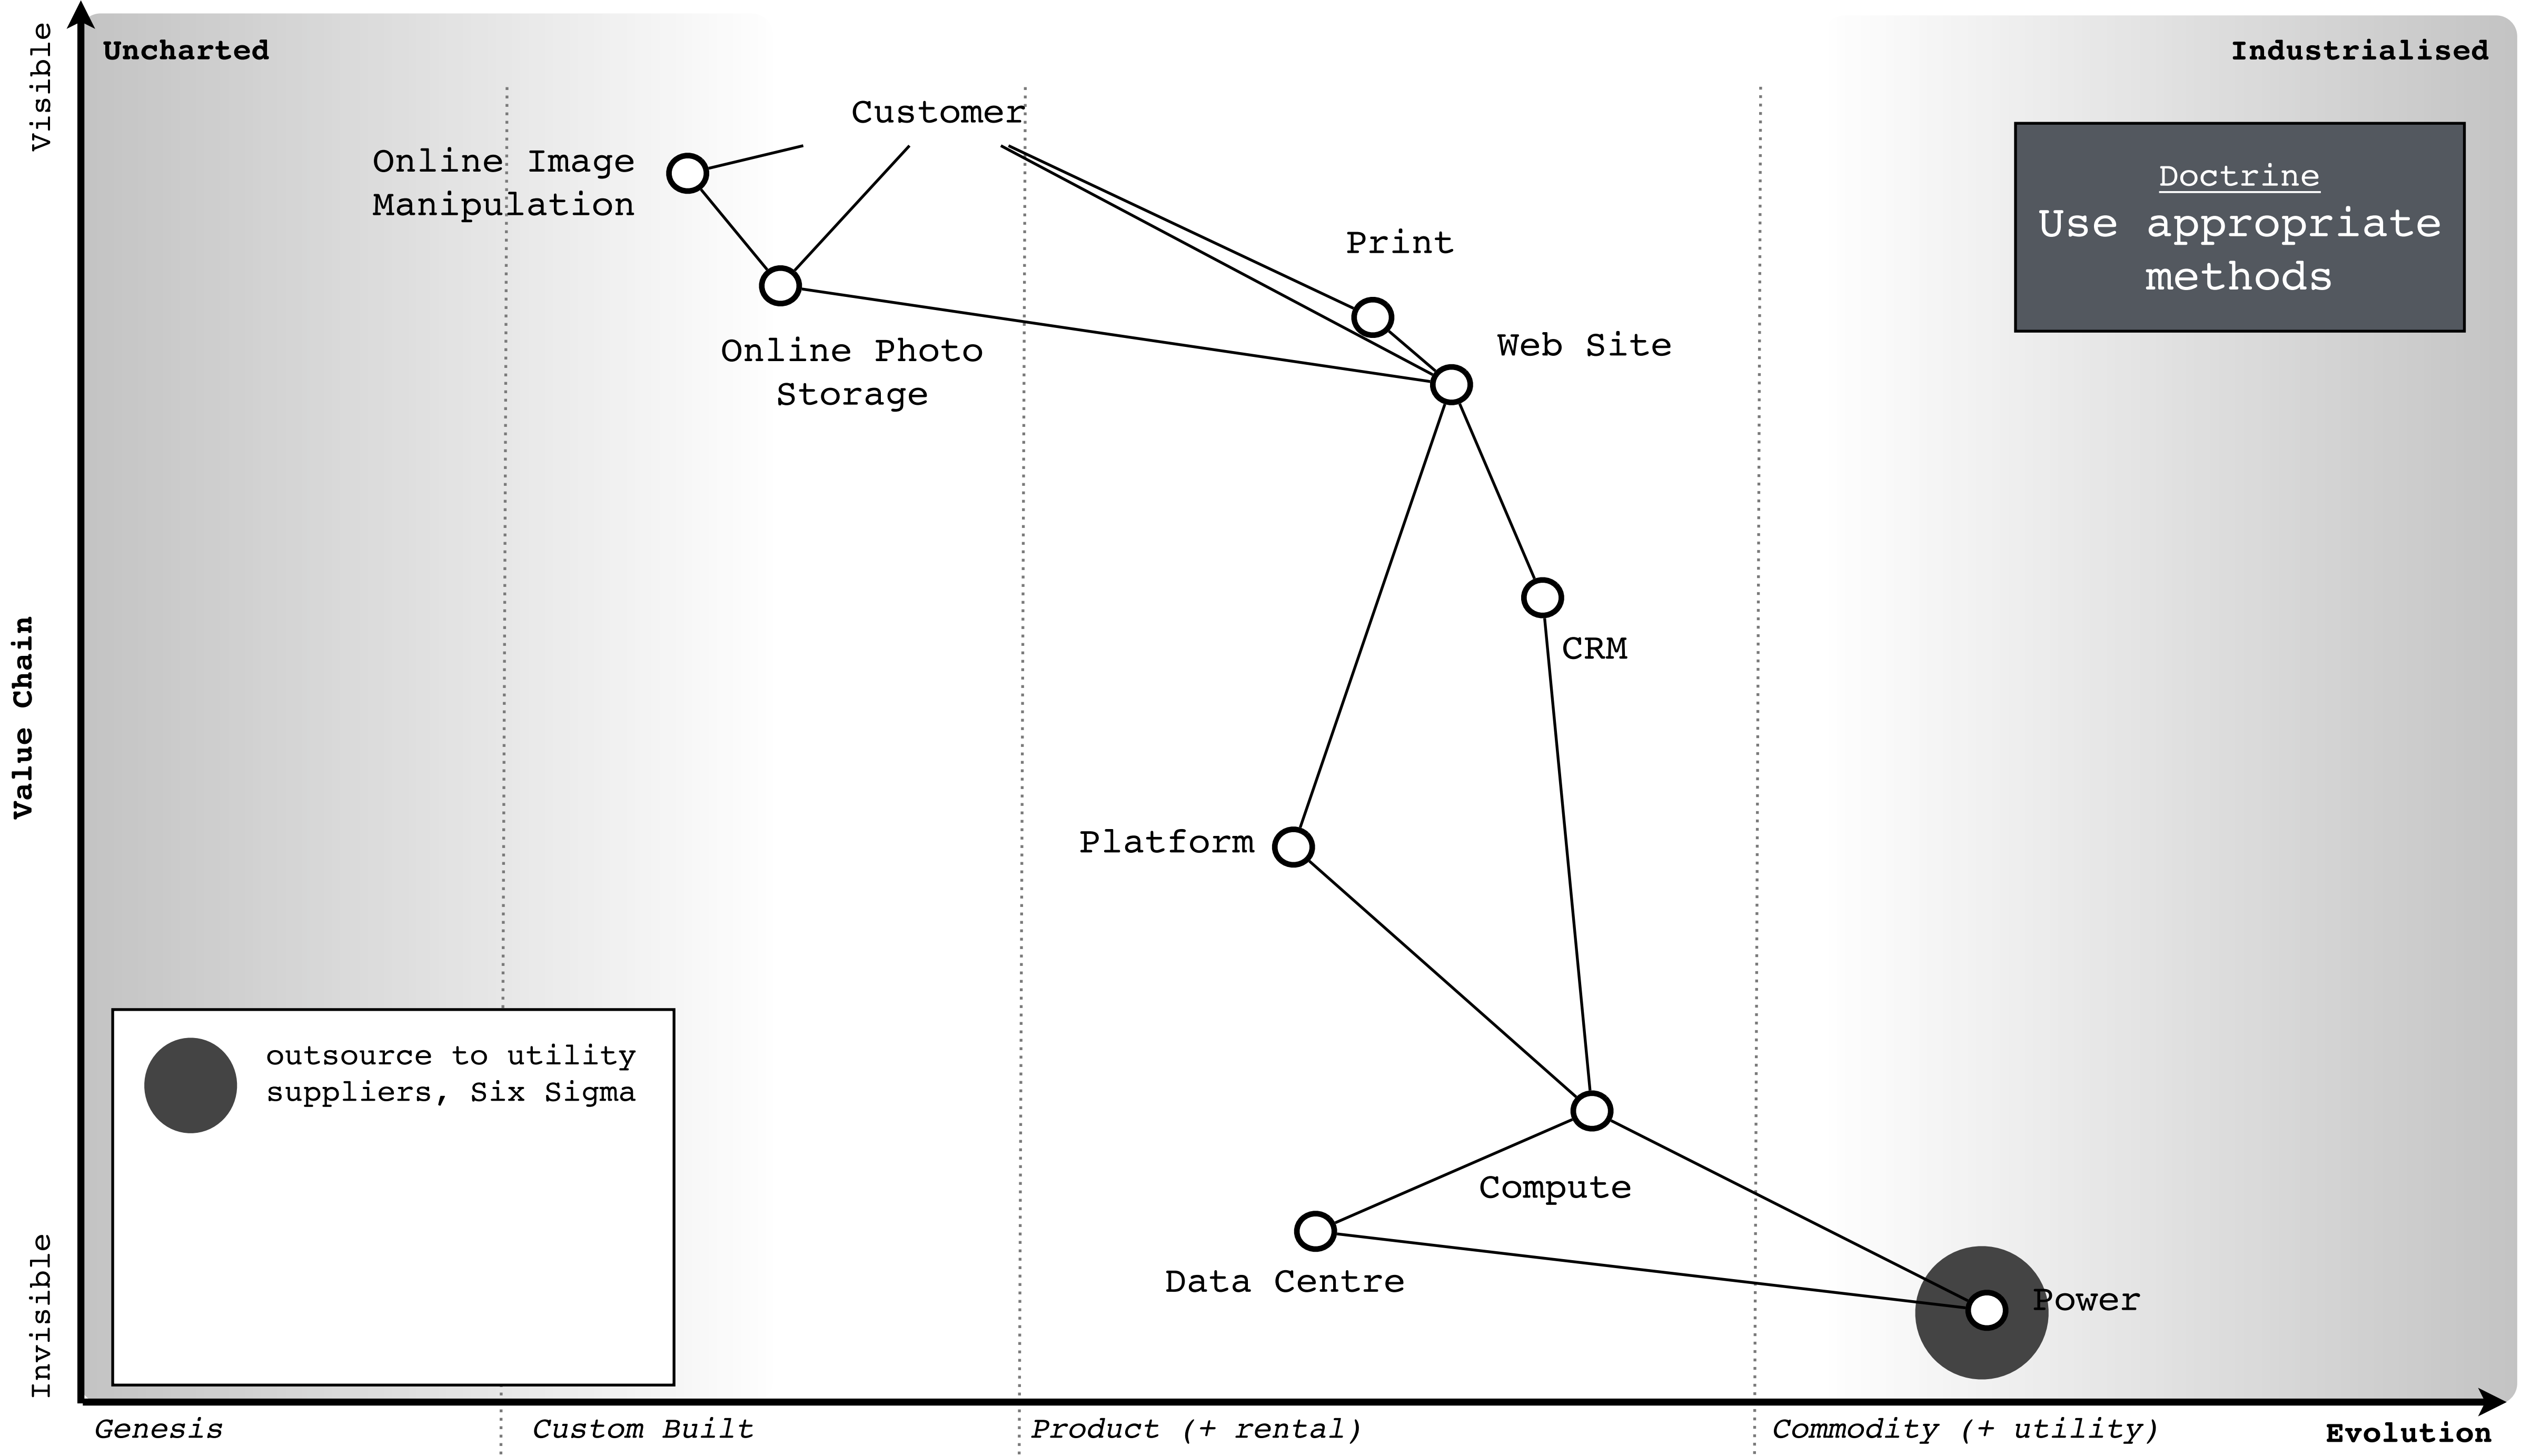 Visible
Uncharted
Industrialised
Customer
Online Image
Manipulation
Doctrine
Use appropriate
methods
Print
Web Site
Online Photo
Storage
Value Chain
CRM
Platform
outsource to utility
suppliers, Six Sigma
Compute
Invisible
Data Centre
Power
Genesis
Custom Built
Product (+ rental)
Commodity (+ utility)
Evolution